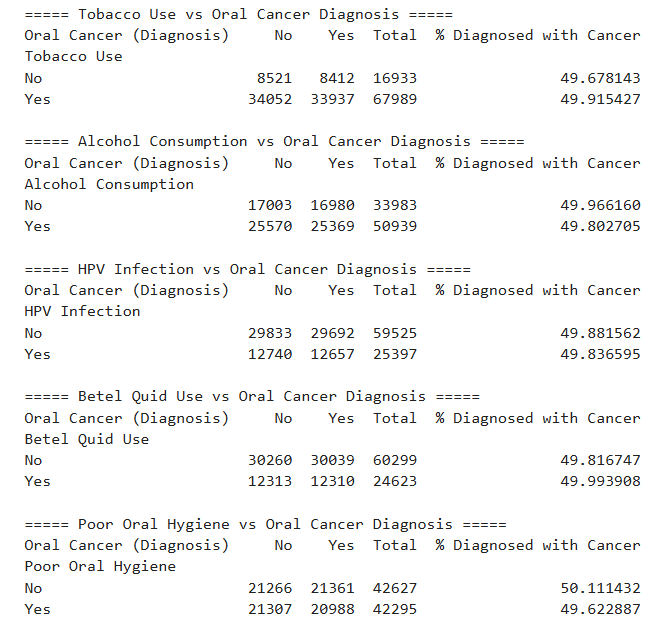 ===== Tobacco Use vs Oral Cancer Diagnosis =====
Oral Cancer (Diagnosis)     No    Yes  Total  % Diagnosed with Cancer
Tobacco Use
No                        8521   8412  16933                49.678143
Yes                      34052  33937  67989                49.915427

===== Alcohol Consumption vs Oral Cancer Diagnosis =====
Oral Cancer (Diagnosis)     No    Yes  Total  % Diagnosed with Cancer
Alcohol Consumption
No                       17003  16980  33983                49.966160
Yes                      25570  25369  50939                49.802705

===== HPV Infection vs Oral Cancer Diagnosis =====
Oral Cancer (Diagnosis)     No    Yes  Total  % Diagnosed with Cancer
HPV Infection
No                       29833  29692  59525                49.881562
Yes                      12740  12657  25397                49.836595

===== Betel Quid Use vs Oral Cancer Diagnosis =====
Oral Cancer (Diagnosis)     No    Yes  Total  % Diagnosed with Cancer
Betel Quid Use
No                       30260  30039  60299                49.816747
Yes                      12313  12310  24623                49.993908

===== Poor Oral Hygiene vs Oral Cancer Diagnosis =====
Oral Cancer (Diagnosis)     No    Yes  Total  % Diagnosed with Cancer
Poor Oral Hygiene
No                       21266  21361  42627                50.111432
Yes                      21307  20988  42295                49.622887